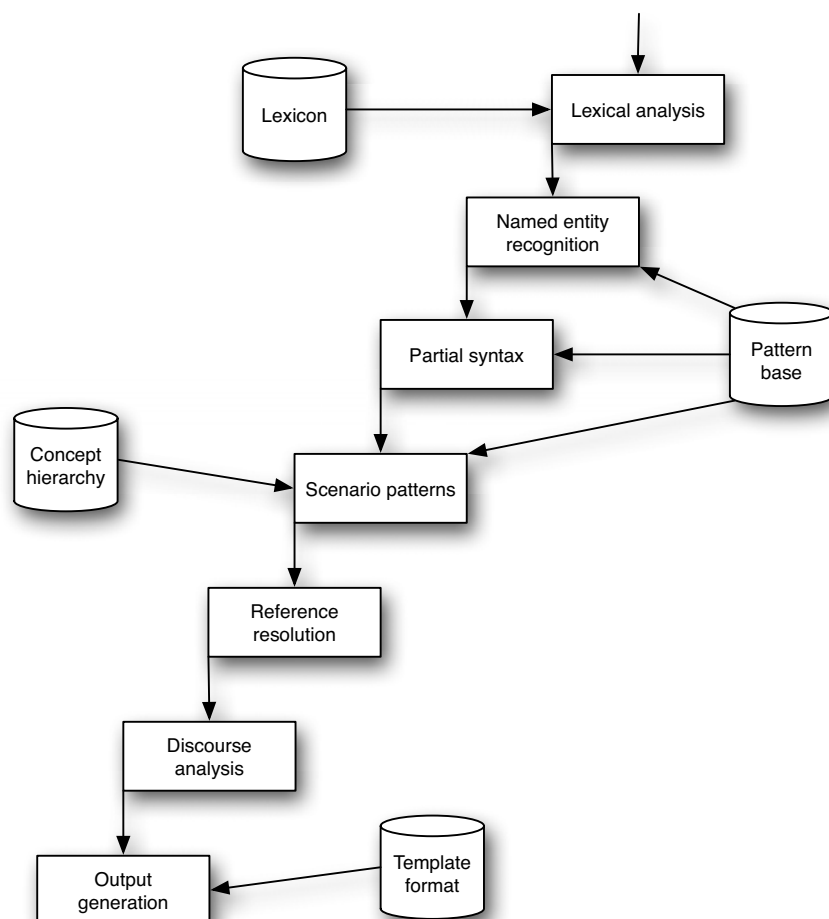 Lexicon
Lexical analysis
Named entity
recognition
Partial syntax
Pattern
base
Concept
hierarchy
Scenario patterns
Reference
resolution
Discourse
analysis
Output
generation
Template
format